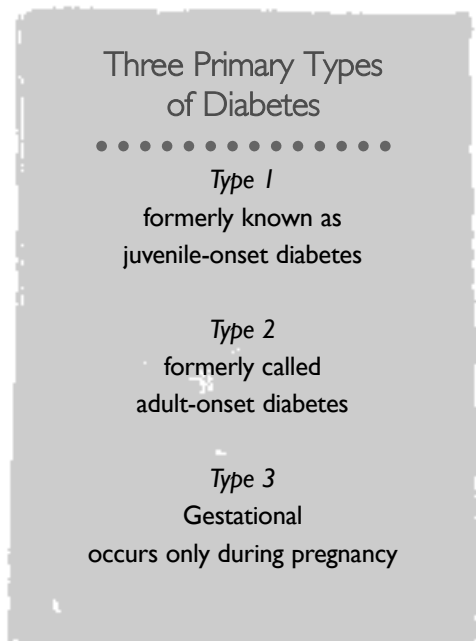 Three Primary Types
of Diabetes
Type 1
formerly known as
juvenile-onset diabetes
Type 2
formerly called
adult-onset diabetes
Type 3
Gestational
occurs only during pregnancy